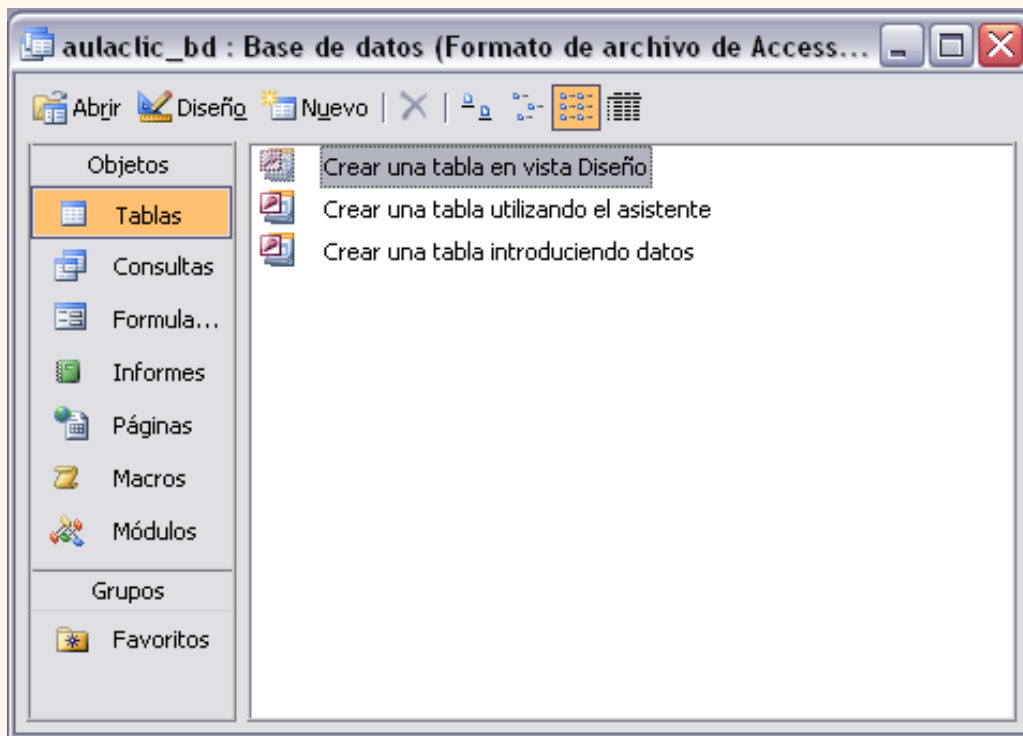 aulaclic_bd : Base de datos (Formato de archivo de Access...
Abrir Diseño Nuevo
Objetos
Tablas
Consultas
Formula...
Informes
Páginas
Macros
Módulos
Grupos
Favoritos
Crear una tabla en vista Diseño
Crear una tabla utilizando el asistente
Crear una tabla introduciendo datos